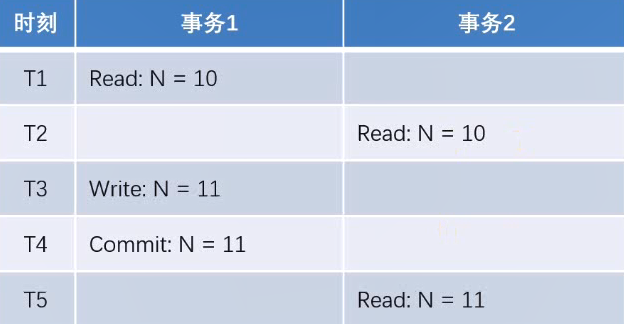 时刻 事务1 事务2
T1 Read: N = 10
T2 Read: N = 10
T3 Write: N = 11
T4 Commit: N = 11
T5 Read: N = 11